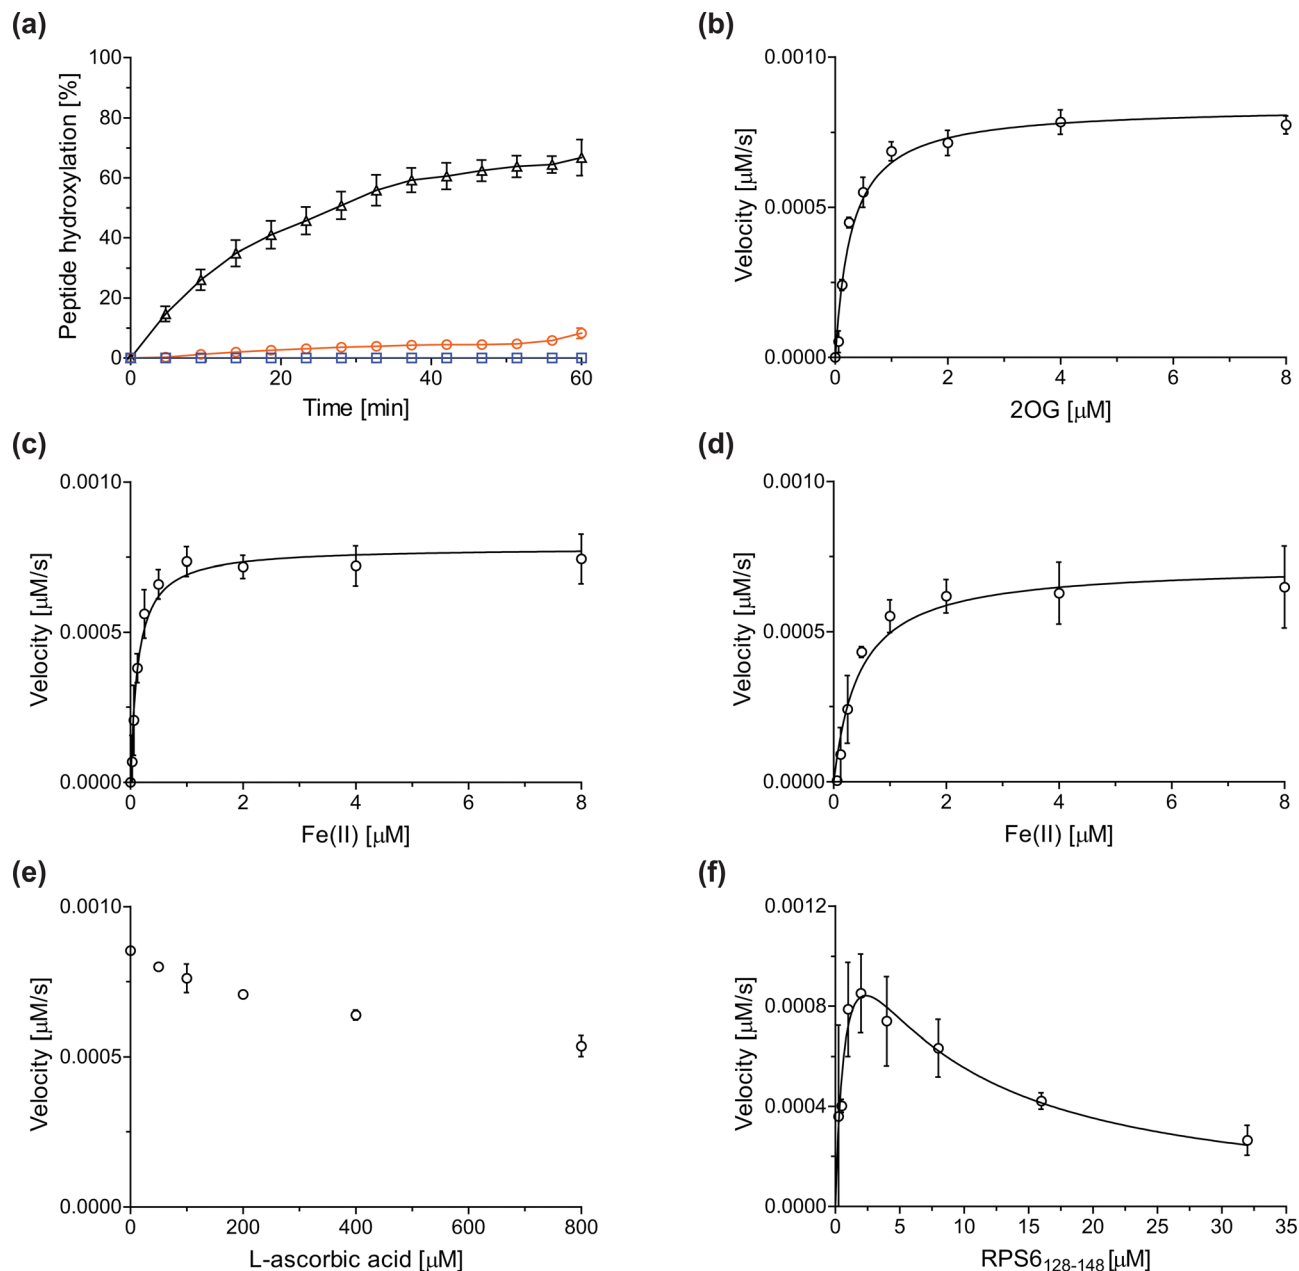 (a)
100
80
60
40
20
0
Peptide hydroxylation [%]
0 20 40 60
Time [min]
(b)
0.0010
0.0005
0.0000
Velocity [μM/s]
0 2 4 6 8
2OG [μM]
(c)
0.0010
0.0005
0.0000
Velocity [μM/s]
0 2 4 6 8
Fe(II) [μM]
(d)
0.0010
0.0005
0.0000
Velocity [μM/s]
0 2 4 6 8
Fe(II) [μM]
(e)
0.0010
0.0005
0.0000
Velocity [μM/s]
0 200 400 600 800
L-ascorbic acid [μM]
(f)
0.0012
0.0008
0.0004
0.0000
Velocity [μM/s]
0 5 10 15 20 25 30 35
RPS6128-148 [μM]